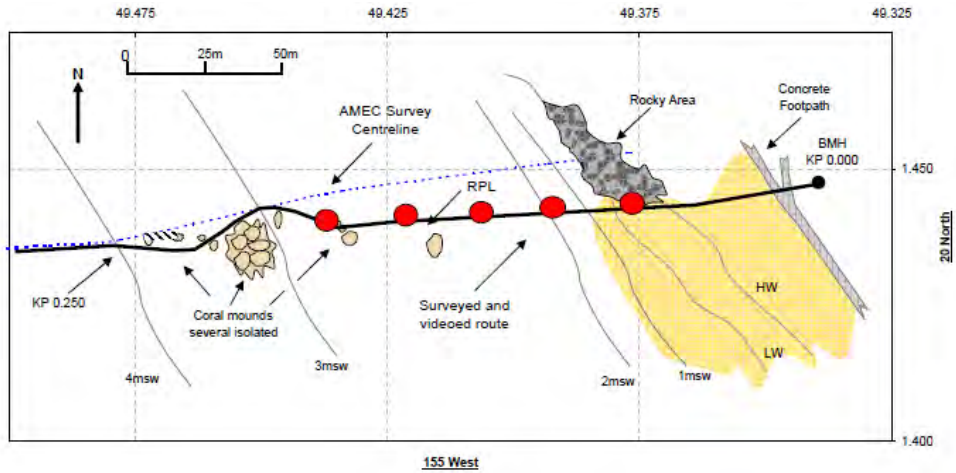 49.475
49.425
49.375
49.325
0
25m
50m
N
AMEC Survey
Centreline
Rocky Area
Concrete
Footpath
BMH
KP 0.000
1.450
RPL
KP 0.250
Coral mounds
several isolated
Surveyed and
videoed route
HW
LW
4msw
3msw
2msw
1msw
20 North
1.400
155 West